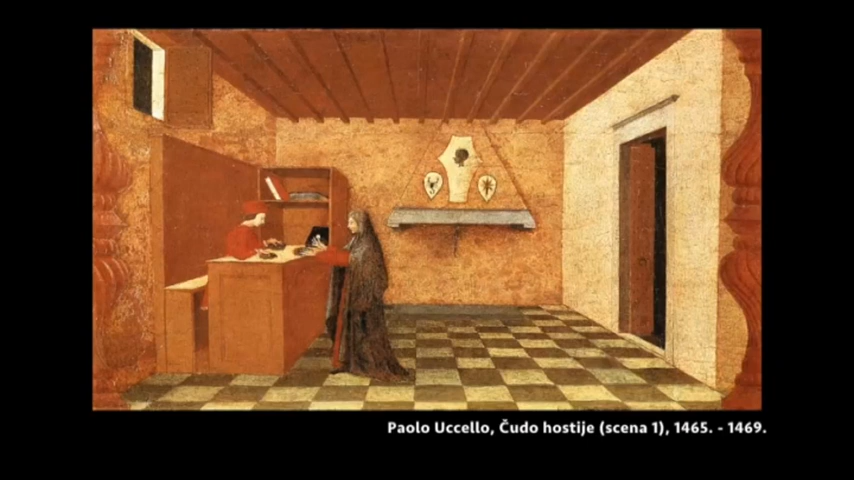 Paolo Uccello, Čudo hostije (scena 1), 1465. - 1469.